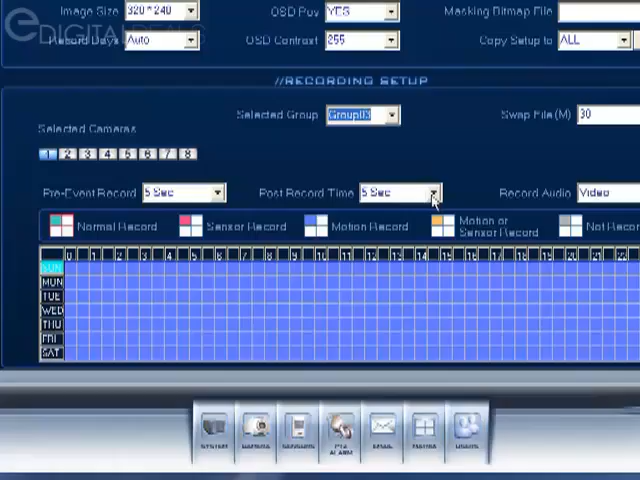 eDIGITALDEALS
Image Size 320*240 OSD Pov YES Masking Bitmap File
Record Days Auto OSD Contrast 255 Copy Setup to ALL
//RECORDING SETUP
Selected Group Group03 Swap File(M) 30
Selected Cameras
1 2 3 4 5 6 7 8
Pre-Event Record 5 Sec Post Record Time 5 Sec Record Audio Video
Normal Record Sensor Record Motion Record Motion or Sensor Record Not Recor
0 1 2 3 4 5 6 7 8 9 10 11 12 13 14 15 16 17 18 19 20 21 22
SUN
MON
TUE
WED
THU
FRI
SAT
SYSTEM CAMERA SENSORS PTZ ALARM EMAIL USERS